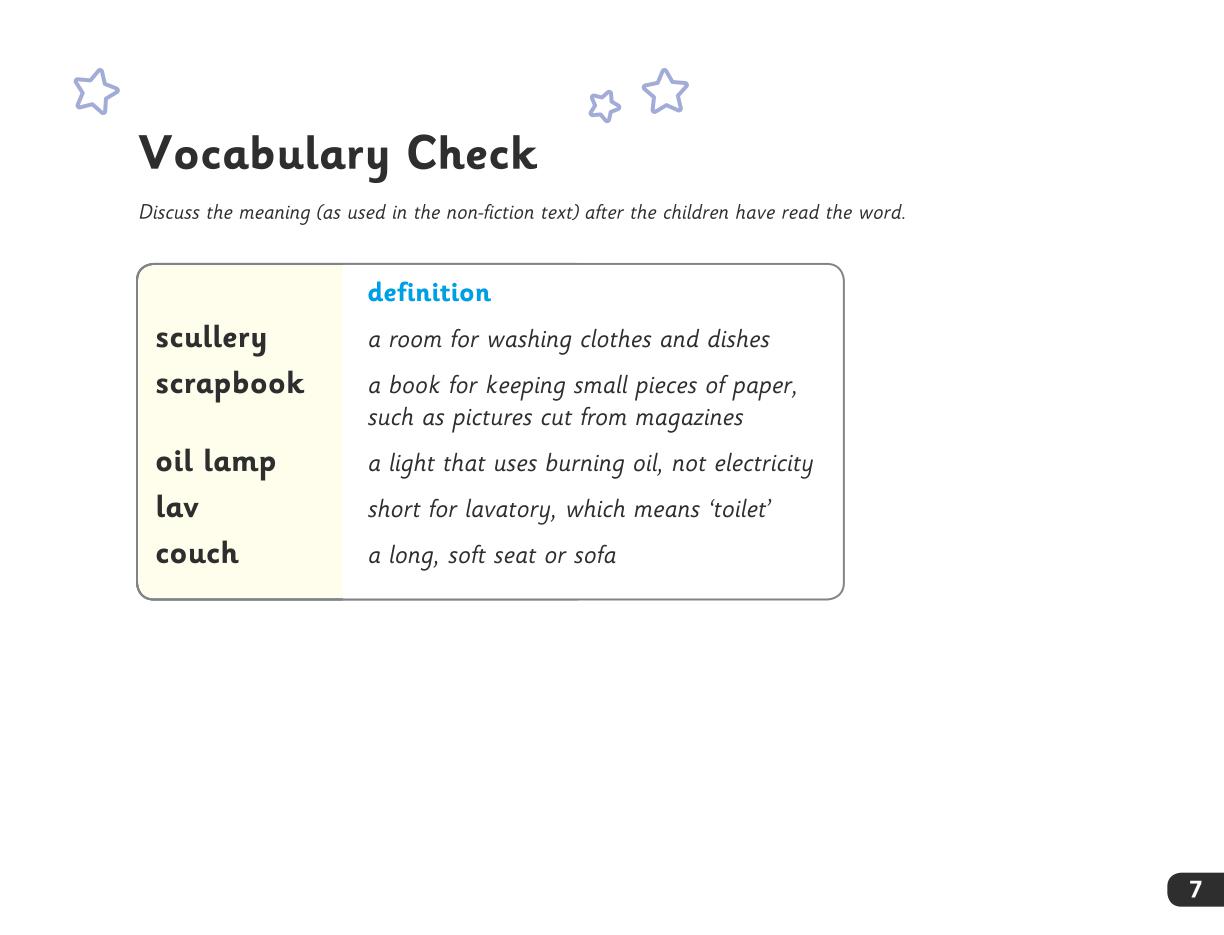 Vocabulary Check
Discuss the meaning (as used in the non-fiction text) after the children have read the word.
definition
scullery a room for washing clothes and dishes
scrapbook a book for keeping small pieces of paper,
such as pictures cut from magazines
oil lamp a light that uses burning oil, not electricity
lav short for lavatory, which means ‘toilet’
couch a long, soft seat or sofa
7